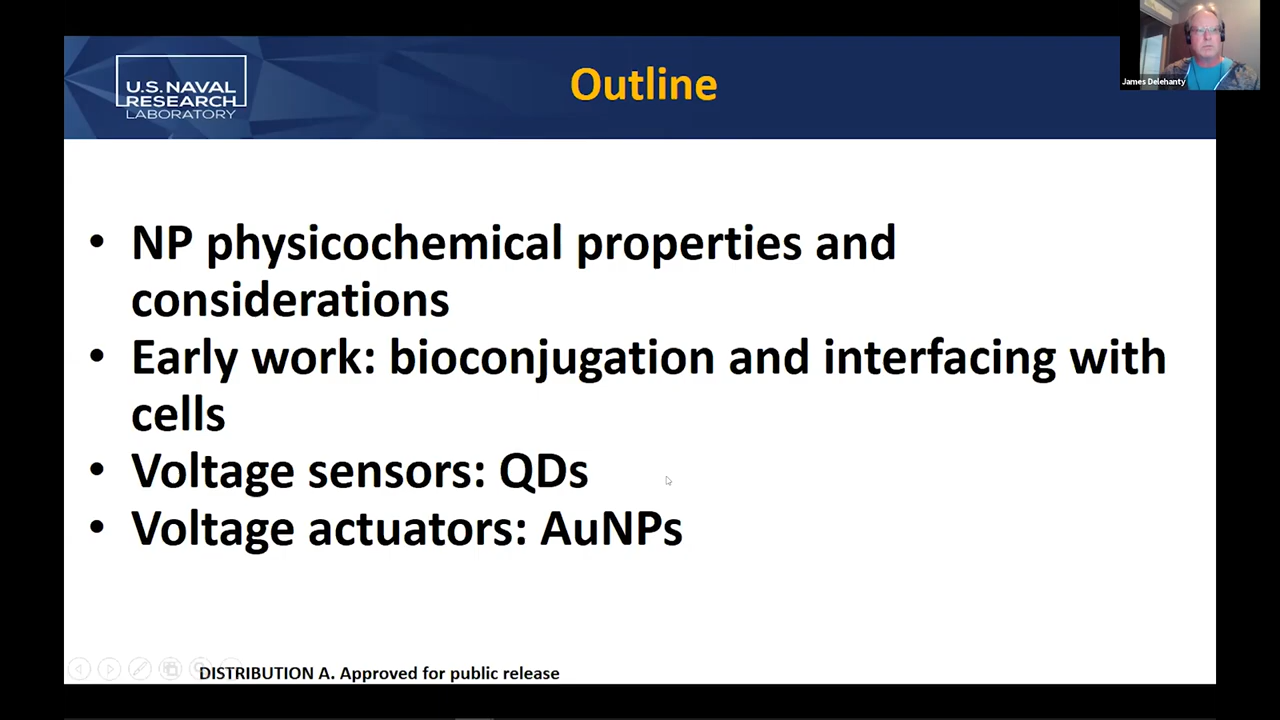 U.S. NAVAL
RESEARCH
LABORATORY
Outline
James Delehanty
• NP physicochemical properties and
considerations
• Early work: bioconjugation and interfacing with
cells
• Voltage sensors: QDs
• Voltage actuators: AuNPs
DISTRIBUTION A. Approved for public release